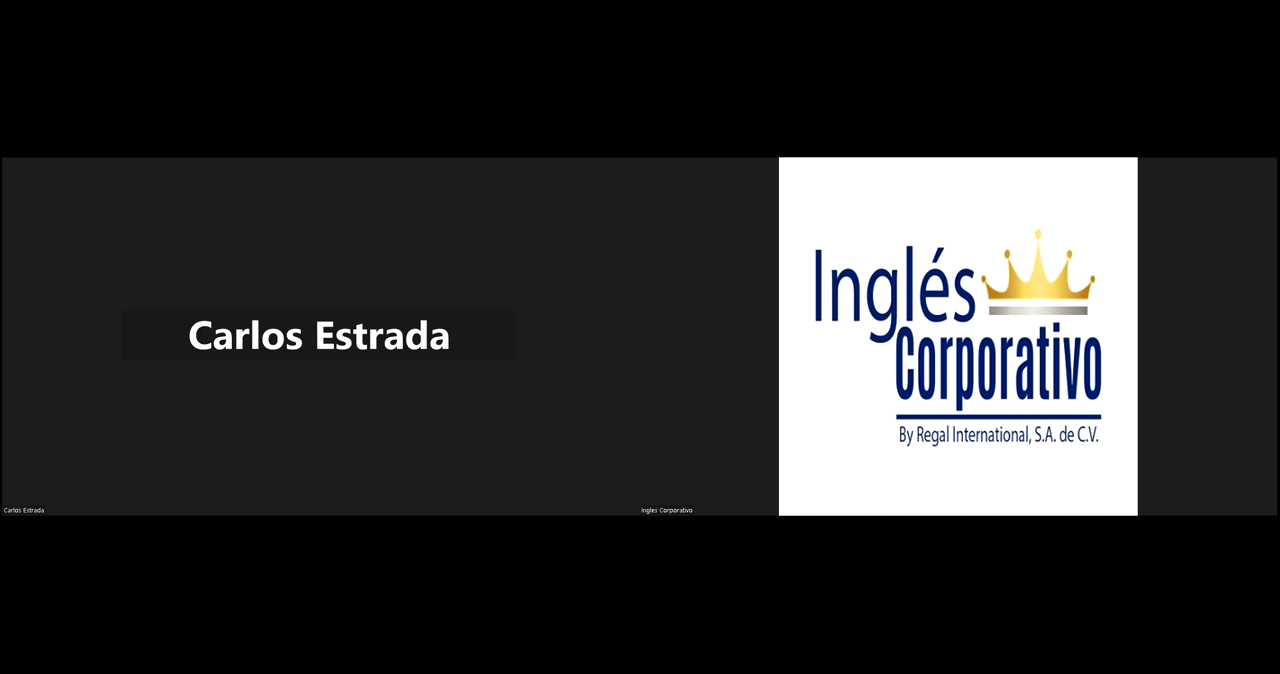 Carlos Estrada
Carlos Estrada
Inglés
Corporativo
By Regal International, S.A. de C.V.
Ingles Corporativo